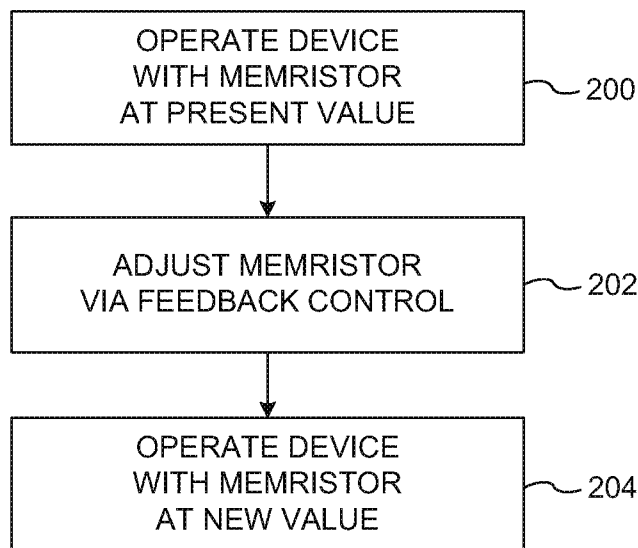 OPERATE DEVICE
WITH MEMRISTOR
AT PRESENT VALUE
200
ADJUST MEMRISTOR
VIA FEEDBACK CONTROL
202
OPERATE DEVICE
WITH MEMRISTOR
AT NEW VALUE
204